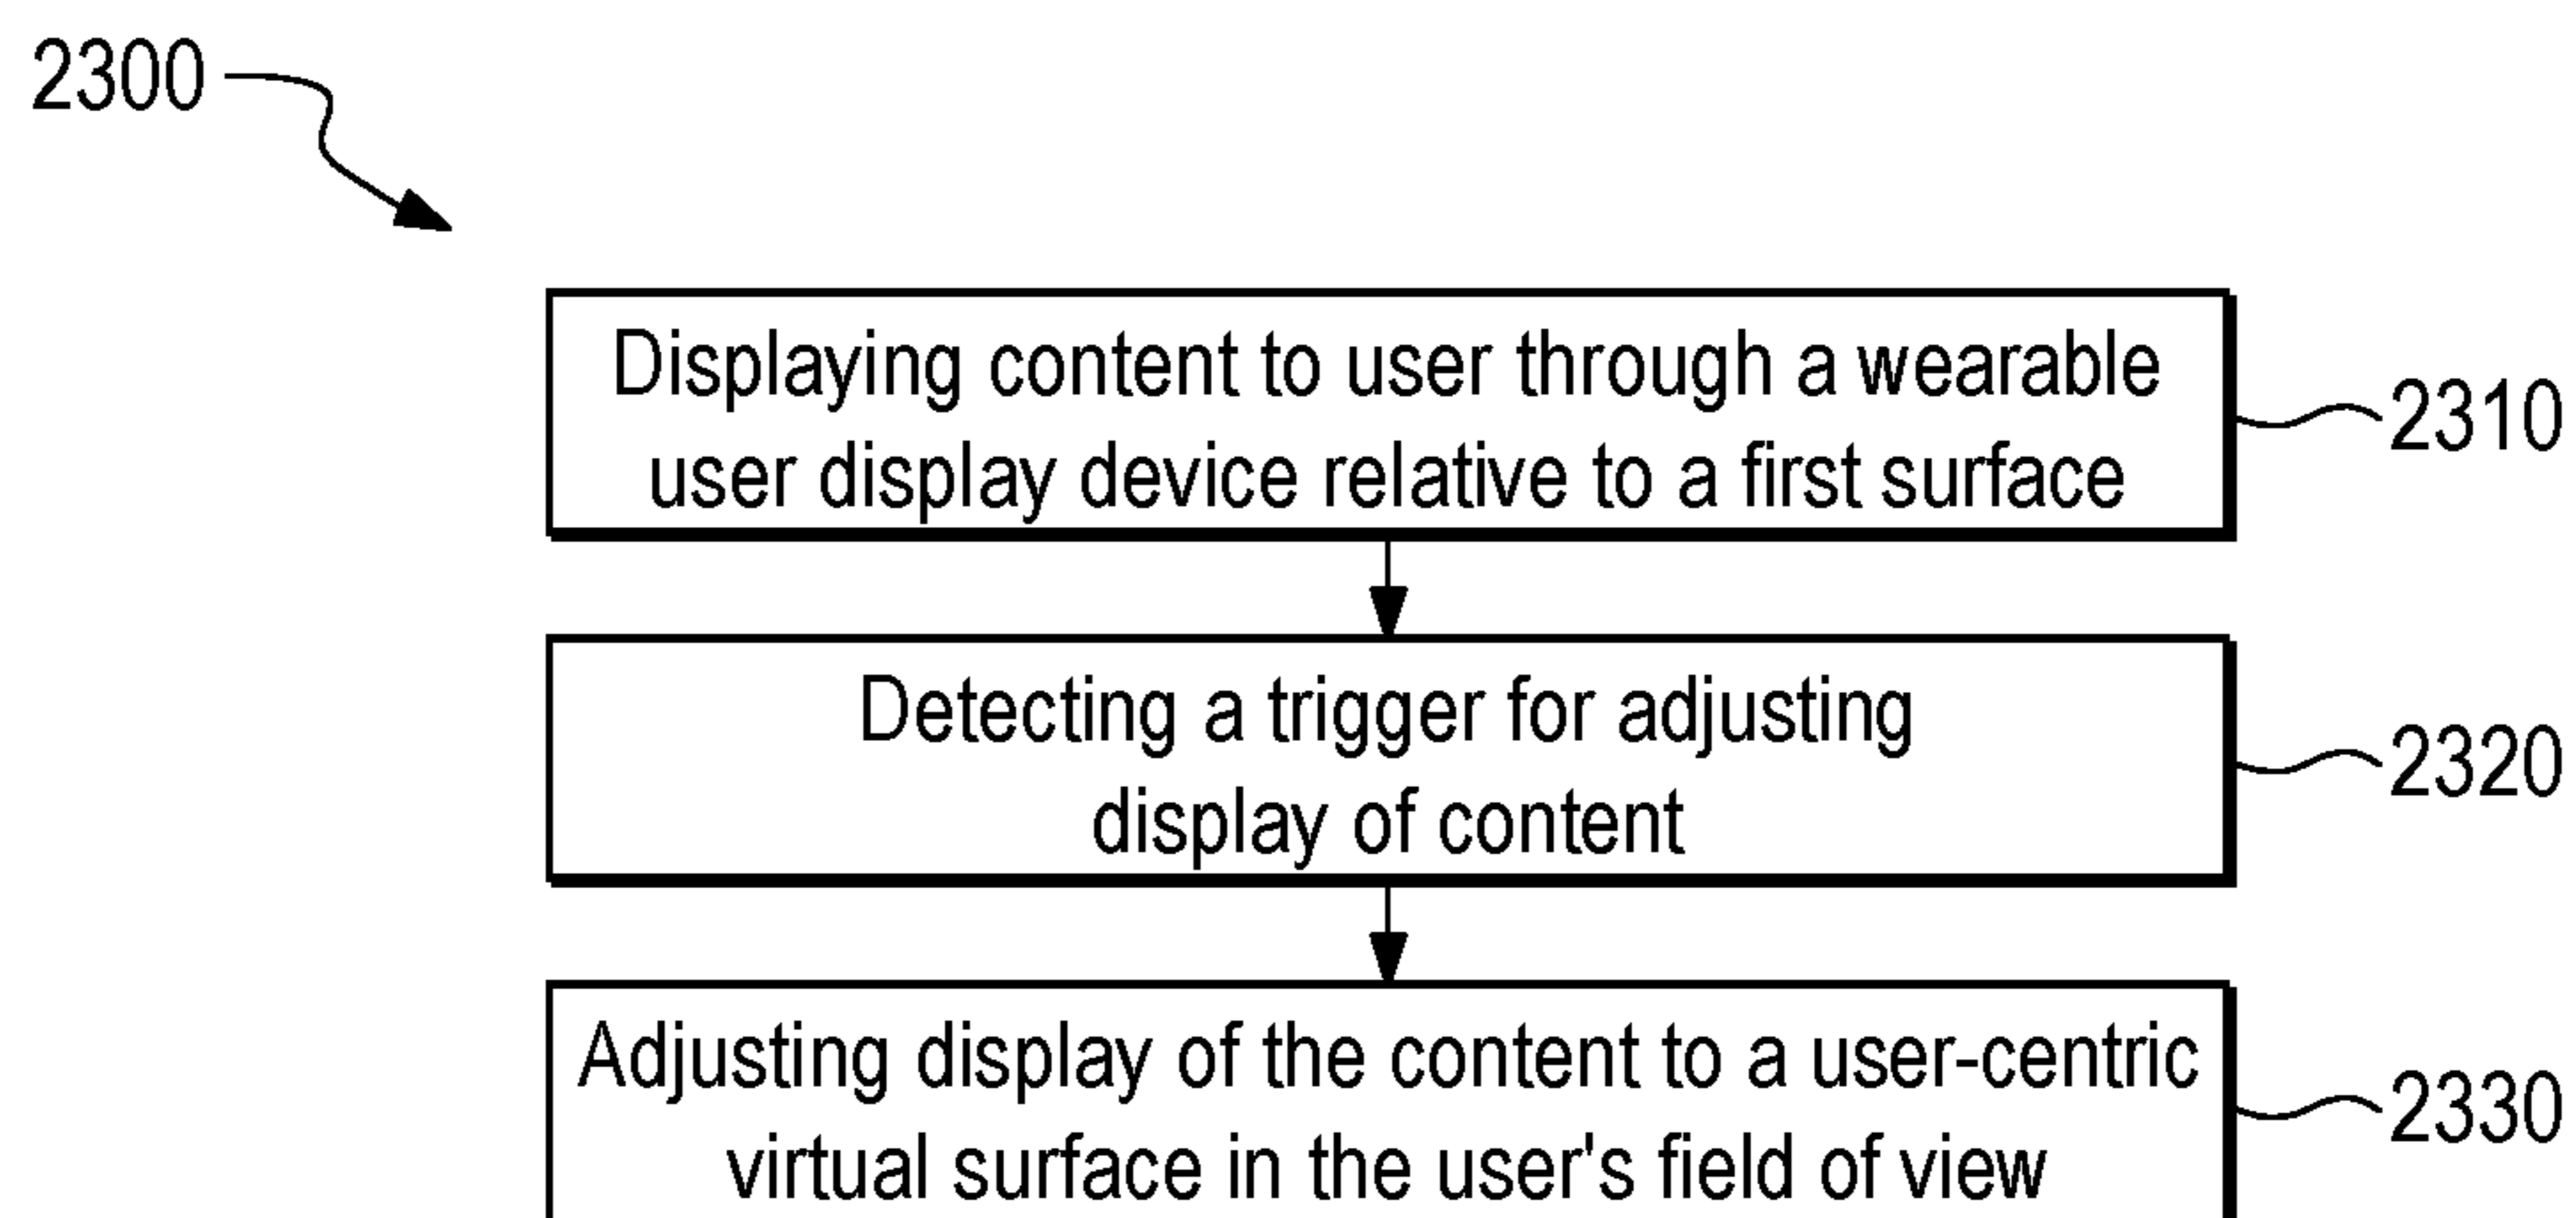 2300
Displaying content to user through a wearable
user display device relative to a first surface
2310
Detecting a trigger for adjusting
display of content
2320
Adjusting display of the content to a user-centric
virtual surface in the user's field of view
2330